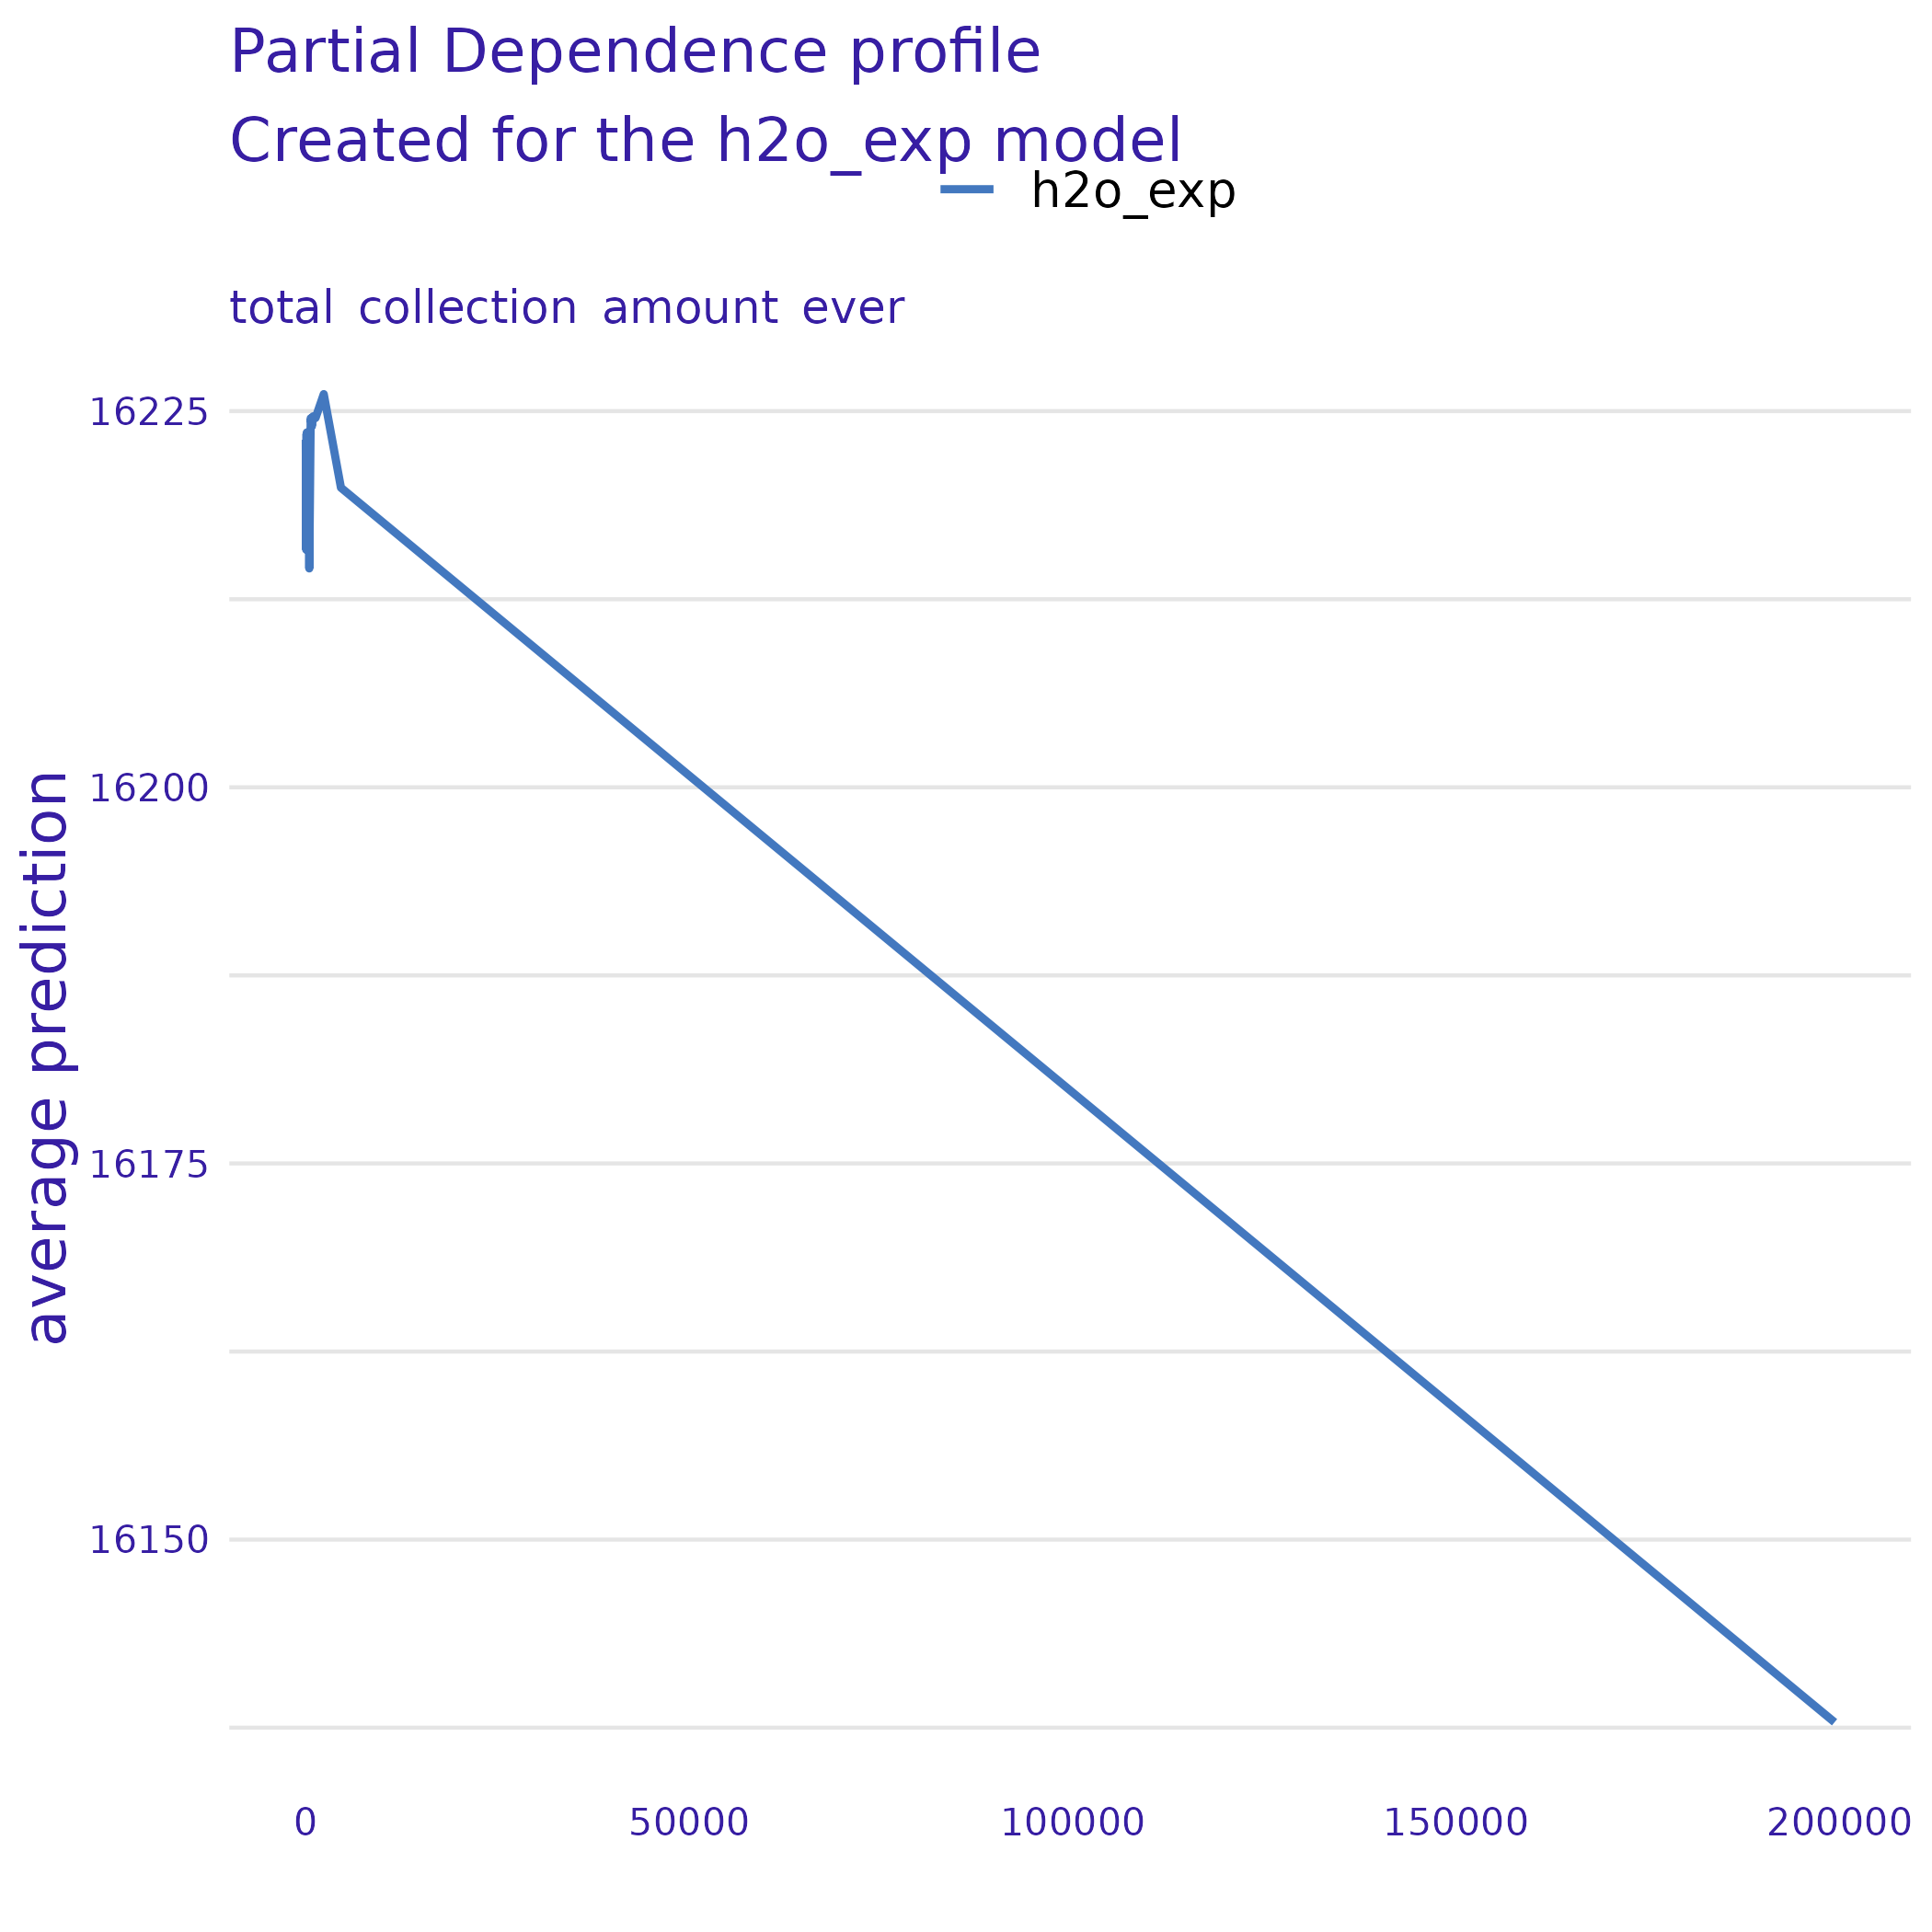 Partial Dependence profile
Created for the h2o_exp model
h2o_exp
total collection amount ever
16225
16200
16175
16150
average prediction
0 50000 100000 150000 200000